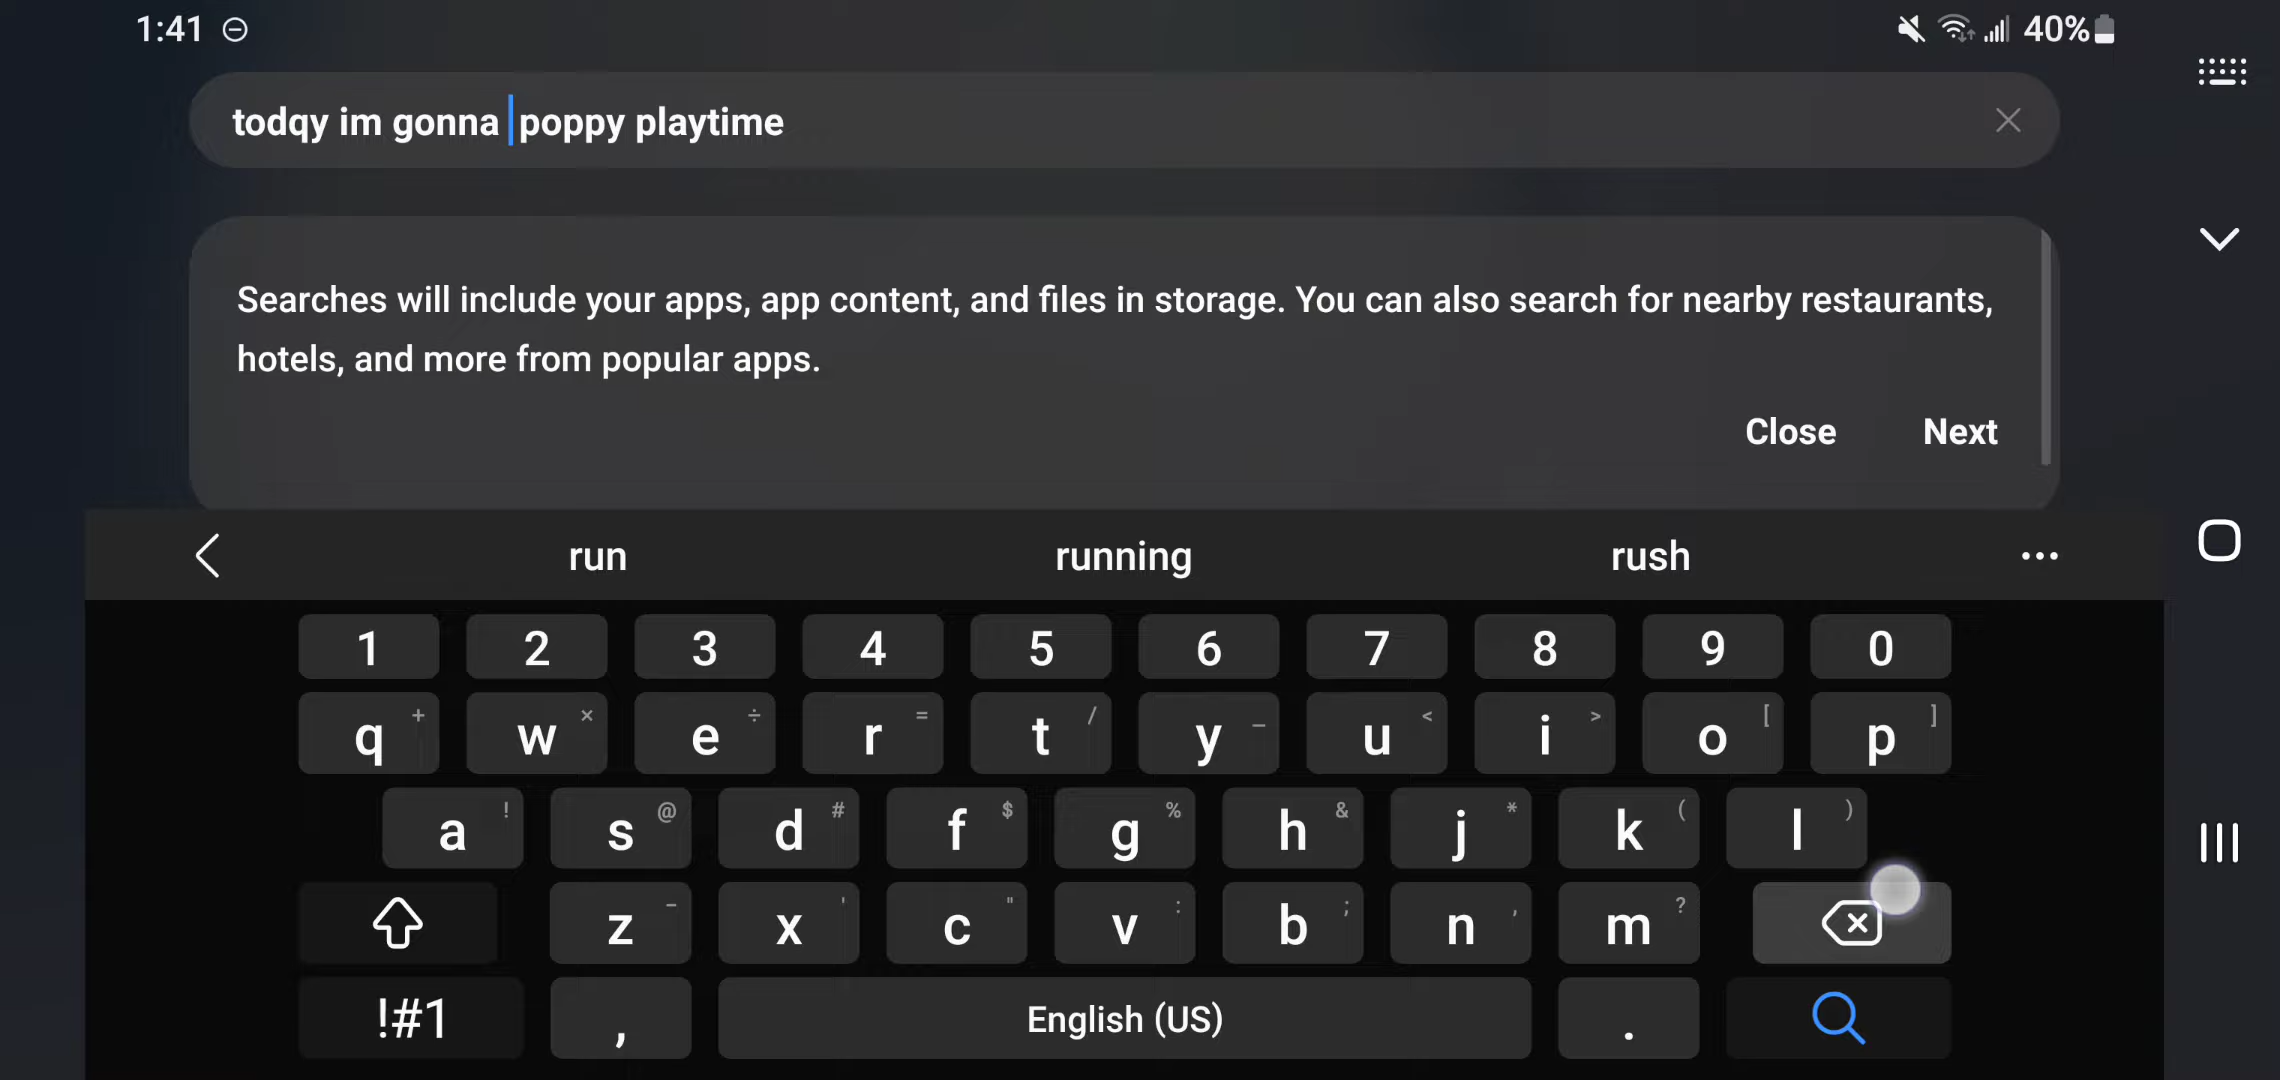 1:41 40%
todqy im gonna poppy playtime
Searches will include your apps, app content, and files in storage. You can also search for nearby restaurants,
hotels, and more from popular apps.
Close Next
run running rush ...
1 2 3 4 5 6 7 8 9 0
q + w × e ÷ r = t / y _ u < i > o [ p ]
a ! s @ d # f $ g % h & j * k ( l )
z - x ' c " v : b ; n , m ?
!#1 , English (US) .